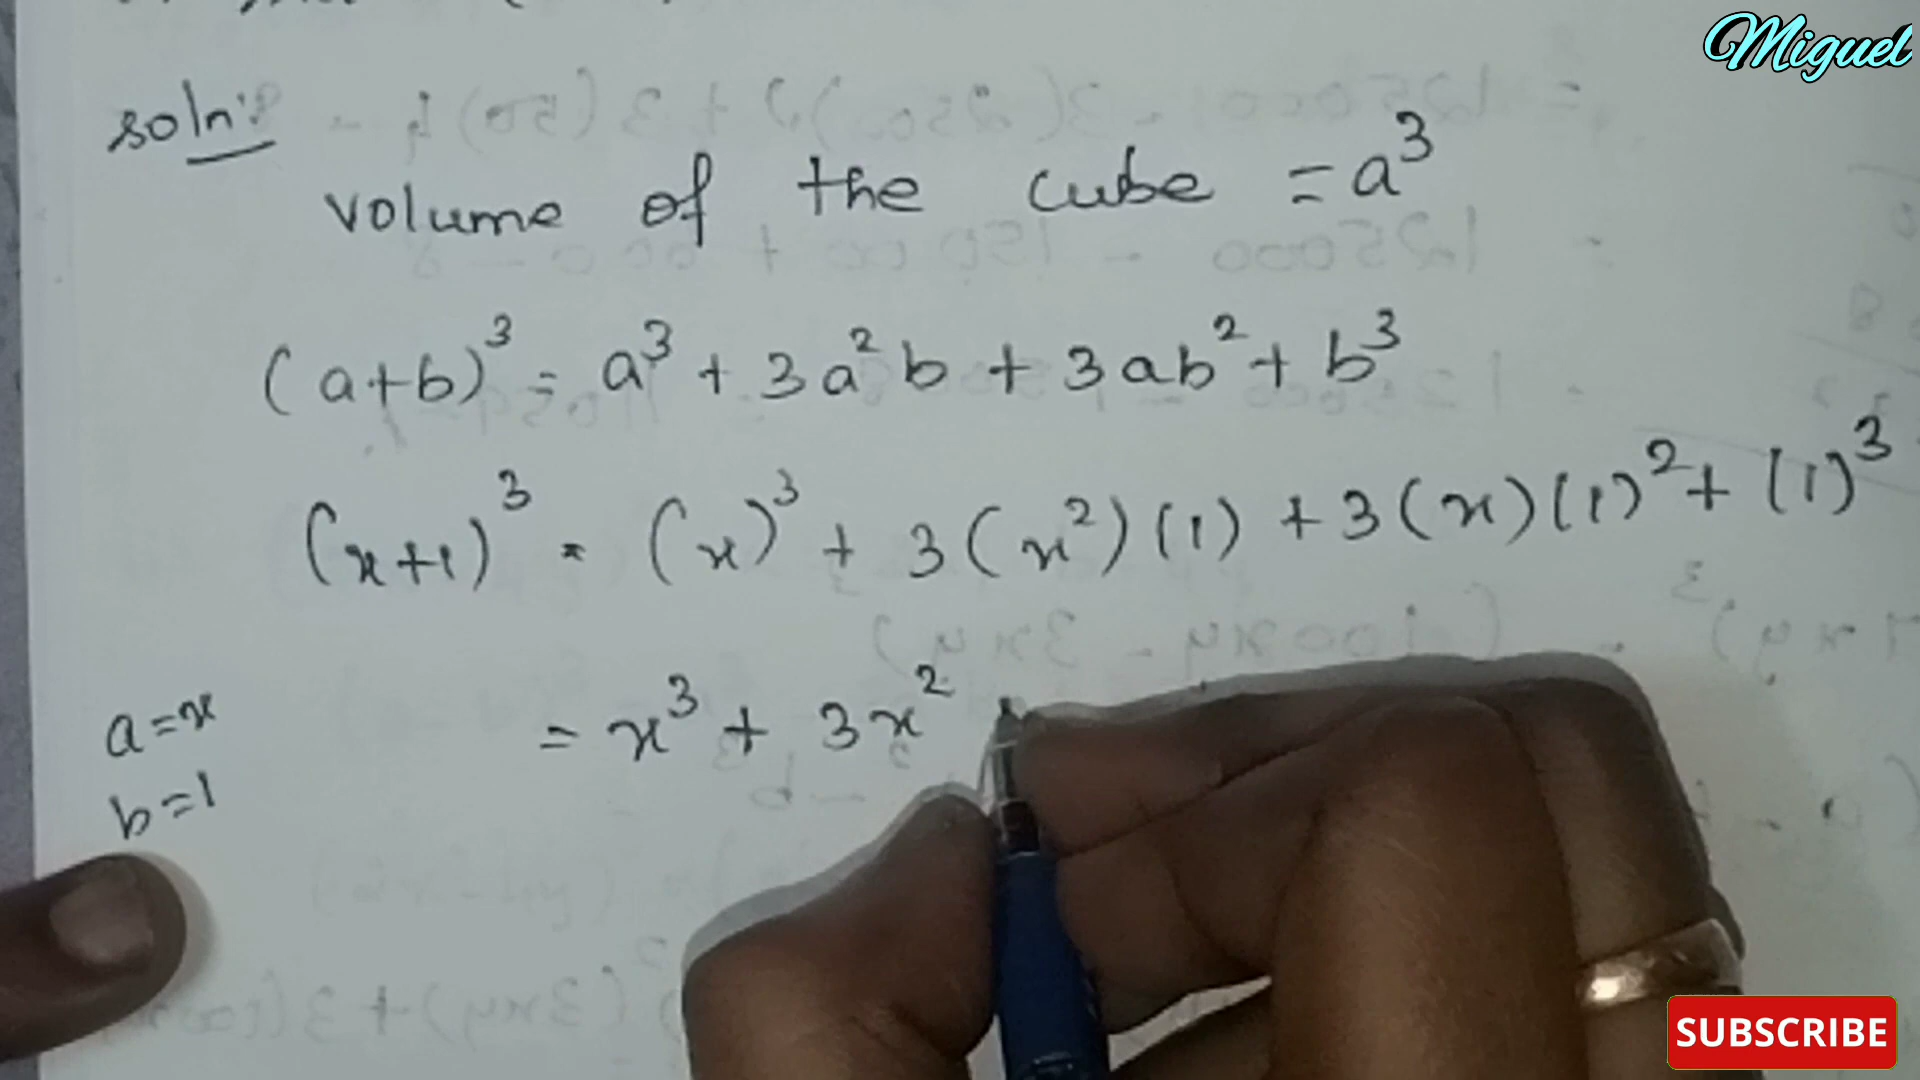 Miguel
soln:
volume of the cube = a³
(a+b)³ = a³ + 3a²b + 3ab² + b³
(x+1)³ = (x)³ + 3(x²)(1) + 3(x)(1)² + (1)³
= x³ + 3x²
a=x
b=1
SUBSCRIBE